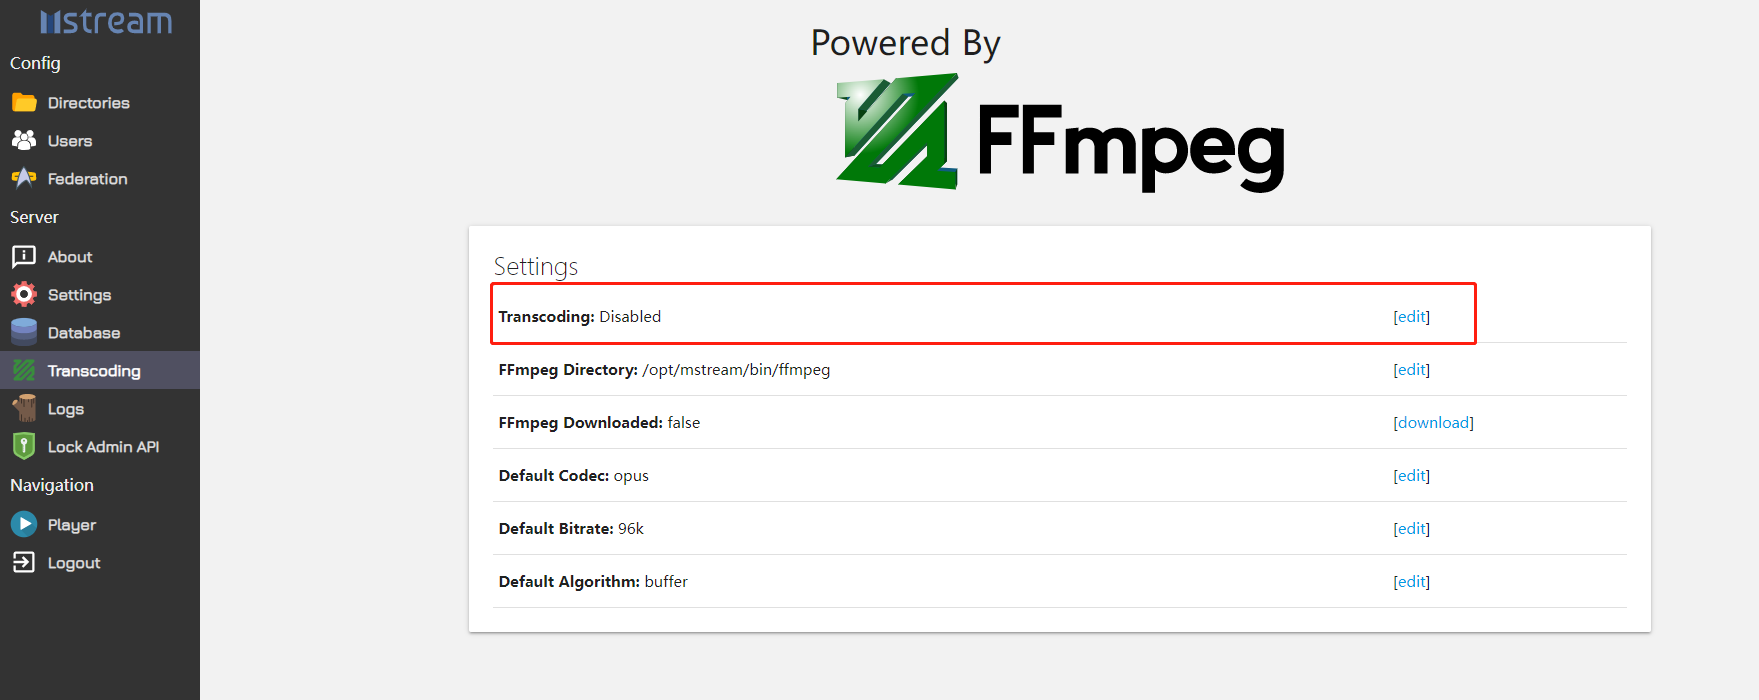 mstream
Config
Directories
Users
Federation
Server
About
Settings
Database
Transcoding
Logs
Lock Admin API
Navigation
Player
Logout
Powered By
FFmpeg
Settings
Transcoding: Disabled [edit]
FFmpeg Directory: /opt/mstream/bin/ffmpeg [edit]
FFmpeg Downloaded: false [download]
Default Codec: opus [edit]
Default Bitrate: 96k [edit]
Default Algorithm: buffer [edit]